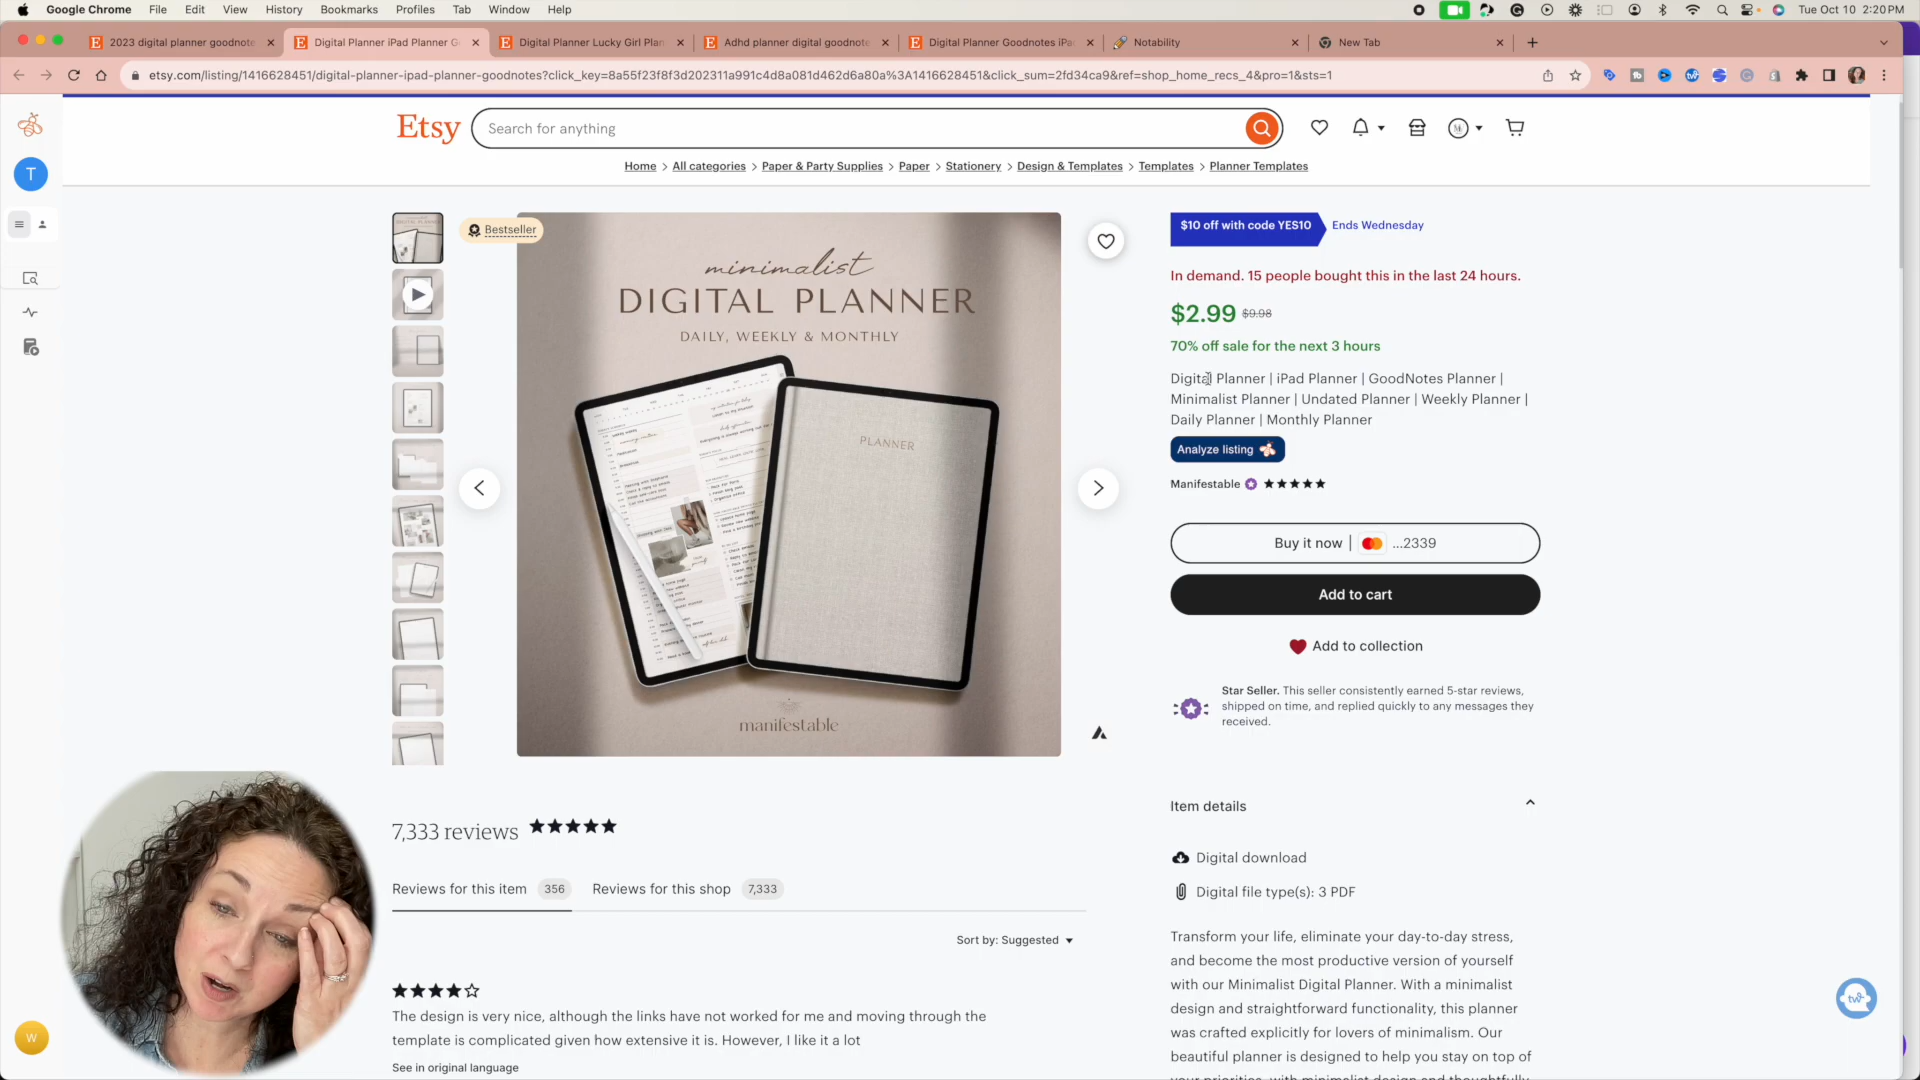 Google Chrome File Edit View History Bookmarks Profiles Tab Window Help Tue Oct 10 2:20 PM
2023 digital planner goodnote Digital Planner iPad Planner G Digital Planner Lucky Girl Plan Adhd planner digital goodnote Digital Planner Goodnotes iPa Notability New Tab
etsy.com/listing/1416628451/digital-planner-ipad-planner-goodnotes?click_key=8a55f23f8f3d202311a991c4d8a081d462d6a80a%3A1416628451&click_sum=2fd34ca9&ref=shop_home_recs_4&pro=1&sts=1
Etsy Search for anything
T
Home > All categories > Paper & Party Supplies > Paper > Stationery > Design & Templates > Templates > Planner Templates
Bestseller
minimalist
DIGITAL PLANNER
DAILY, WEEKLY & MONTHLY
PLANNER
manifestable
$10 off with code YES10 Ends Wednesday
In demand. 15 people bought this in the last 24 hours.
$2.99 $9.98
70% off sale for the next 3 hours
Digital Planner | iPad Planner | GoodNotes Planner |
Minimalist Planner | Undated Planner | Weekly Planner |
Daily Planner | Monthly Planner
Analyze listing
Manifestable
Buy it now | ...2339
Add to cart
Add to collection
Star Seller. This seller consistently earned 5-star reviews,
shipped on time, and replied quickly to any messages they
received.
Item details
Digital download
Digital file type(s): 3 PDF
Transform your life, eliminate your day-to-day stress,
and become the most productive version of yourself
with our Minimalist Digital Planner. With a minimalist
design and straightforward functionality, this planner
was crafted explicitly for lovers of minimalism. Our
beautiful planner is designed to help you stay on top of
your priorities, with minimalist design and thoughtfully
7,333 reviews
Reviews for this item 356 Reviews for this shop 7,333
Sort by: Suggested
The design is very nice, although the links have not worked for me and moving through the
template is complicated given how extensive it is. However, I like it a lot
See in original language
W
tw